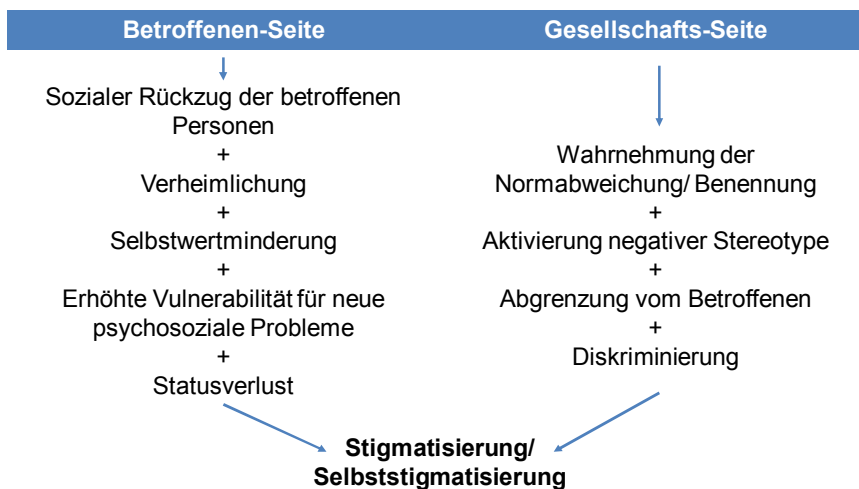 Betroffenen-Seite
Sozialer Rückzug der betroffenen
Personen
+
Verheimlichung
+
Selbstwertminderung
+
Erhöhte Vulnerabilität für neue
psychosoziale Probleme
+
Statusverlust
Gesellschafts-Seite
Wahrnehmung der
Normabweichung/ Benennung
+
Aktivierung negativer Stereotype
+
Abgrenzung vom Betroffenen
+
Diskriminierung
Stigmatisierung/
Selbststigmatisierung